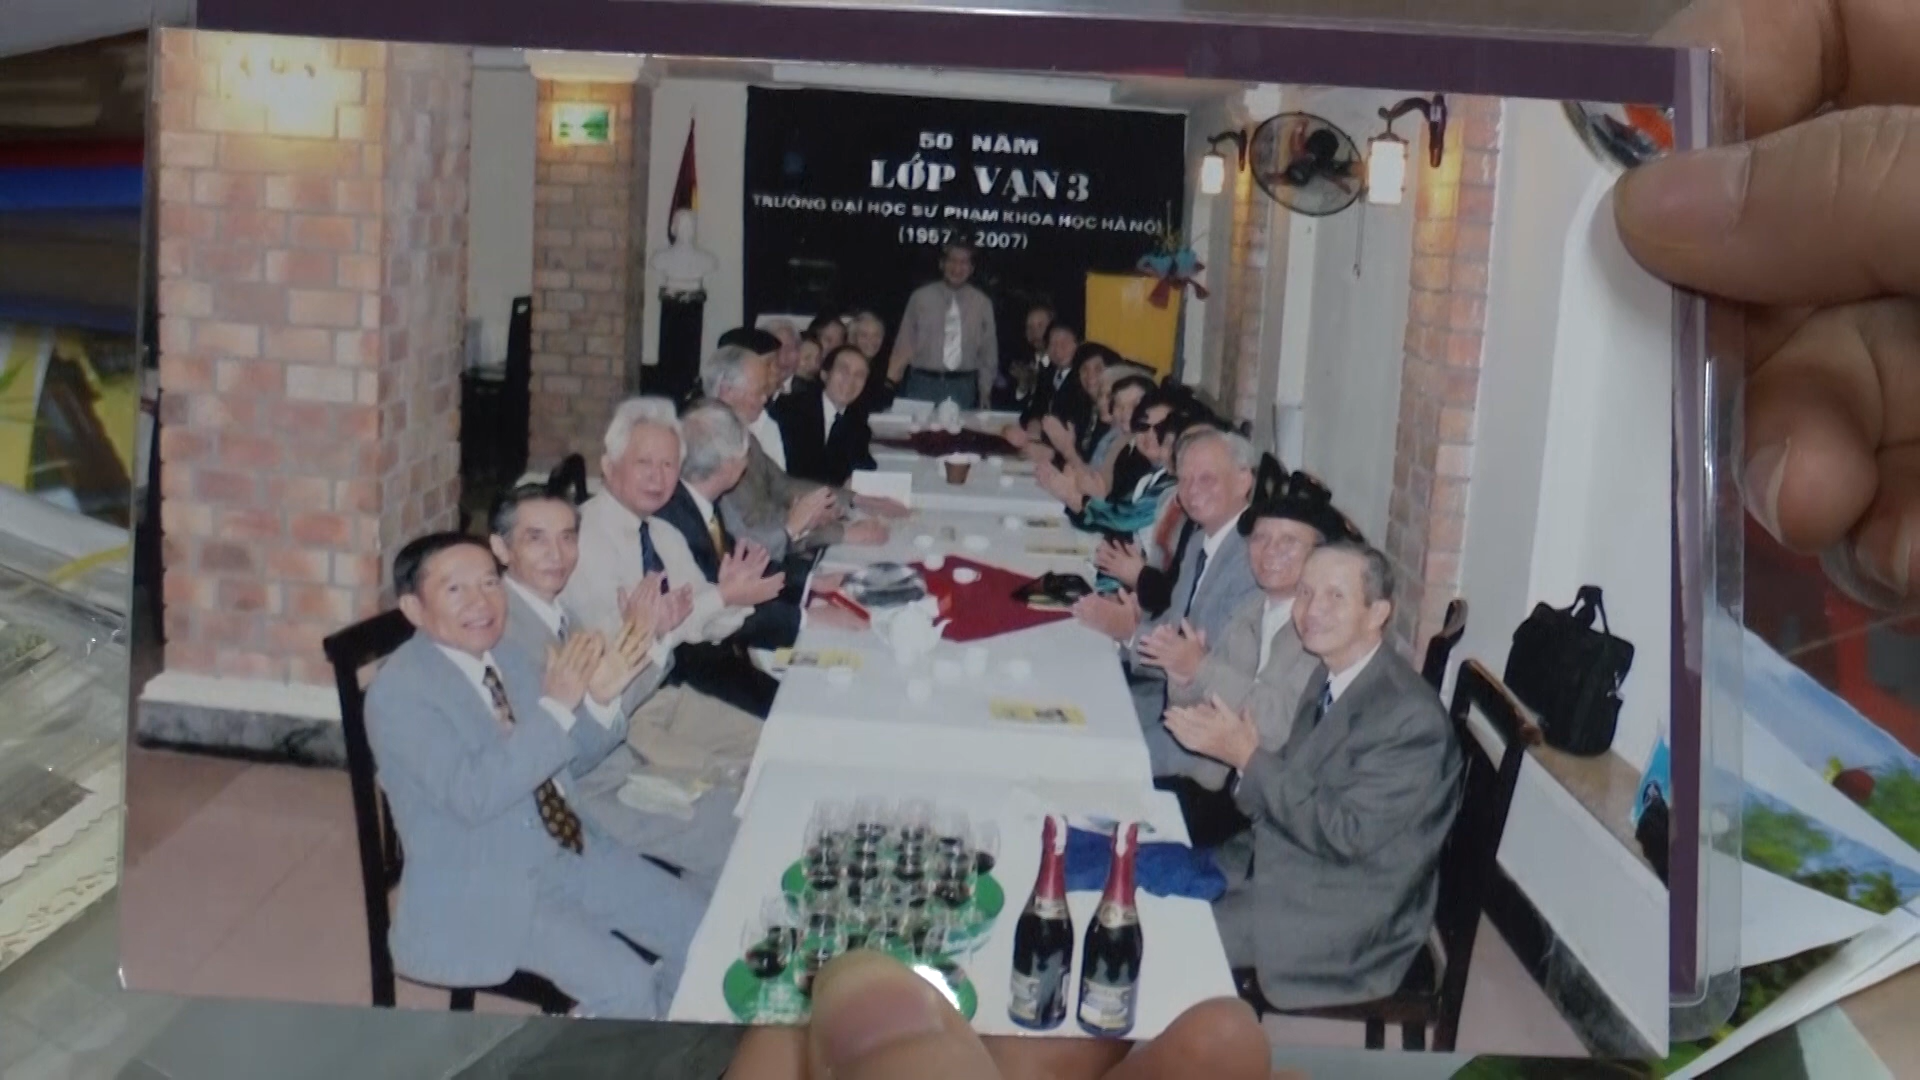 50 NĂM
LỚP VẠN 3
TRƯỜNG ĐẠI HỌC SƯ PHẠM KHOA HỌC HÀ NỘI
(1957 - 2007)